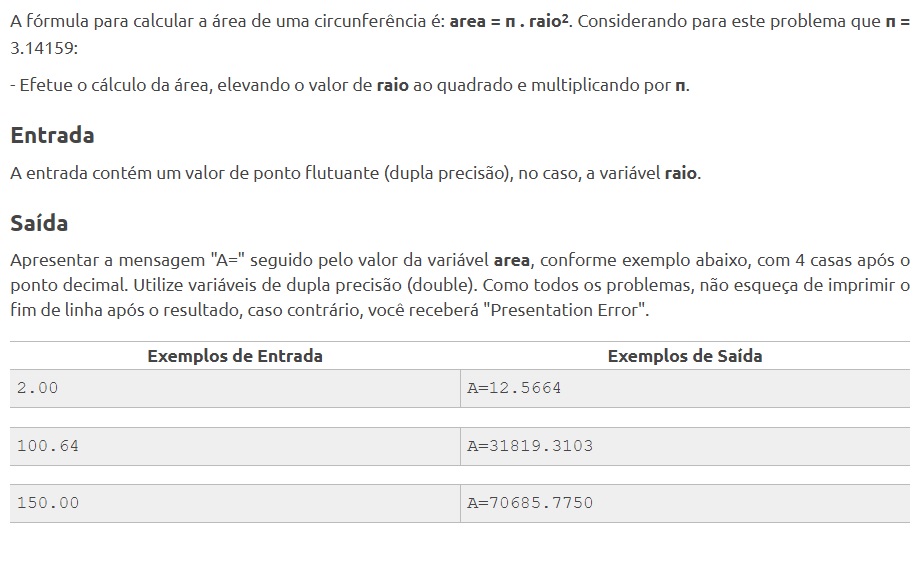 A fórmula para calcular a área de uma circunferência é: area = π . raio². Considerando para este problema que π =
3.14159:
- Efetue o cálculo da área, elevando o valor de raio ao quadrado e multiplicando por π.
Entrada
A entrada contém um valor de ponto flutuante (dupla precisão), no caso, a variável raio.
Saída
Apresentar a mensagem "A=" seguido pelo valor da variável area, conforme exemplo abaixo, com 4 casas após o
ponto decimal. Utilize variáveis de dupla precisão (double). Como todos os problemas, não esqueça de imprimir o
fim de linha após o resultado, caso contrário, você receberá "Presentation Error".
Exemplos de Entrada Exemplos de Saída
2.00 A=12.5664
100.64 A=31819.3103
150.00 A=70685.7750